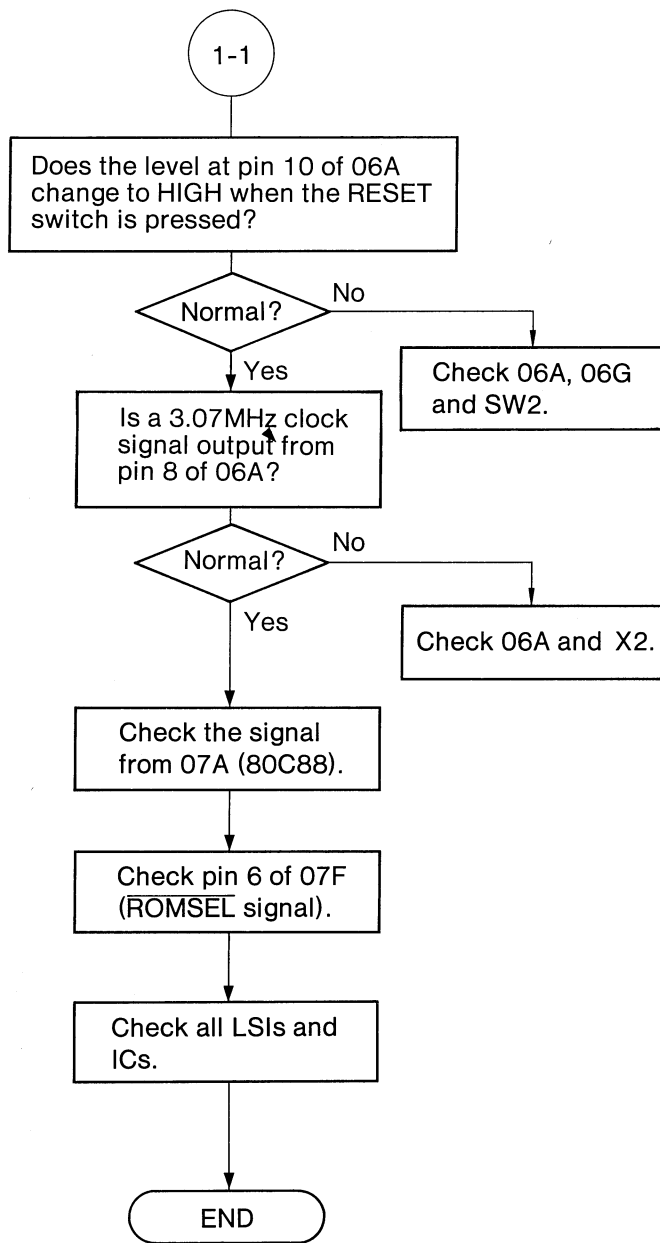 1-1
Does the level at pin 10 of 06A
change to HIGH when the RESET
switch is pressed?
Normal?
No
Yes
Check 06A, 06G
and SW2.
Is a 3.07MHz clock
signal output from
pin 8 of 06A?
Normal?
No
Yes
Check 06A and X2.
Check the signal
from 07A (80C88).
Check pin 6 of 07F
(R̅O̅M̅S̅E̅L̅ signal).
Check all LSIs and
ICs.
END